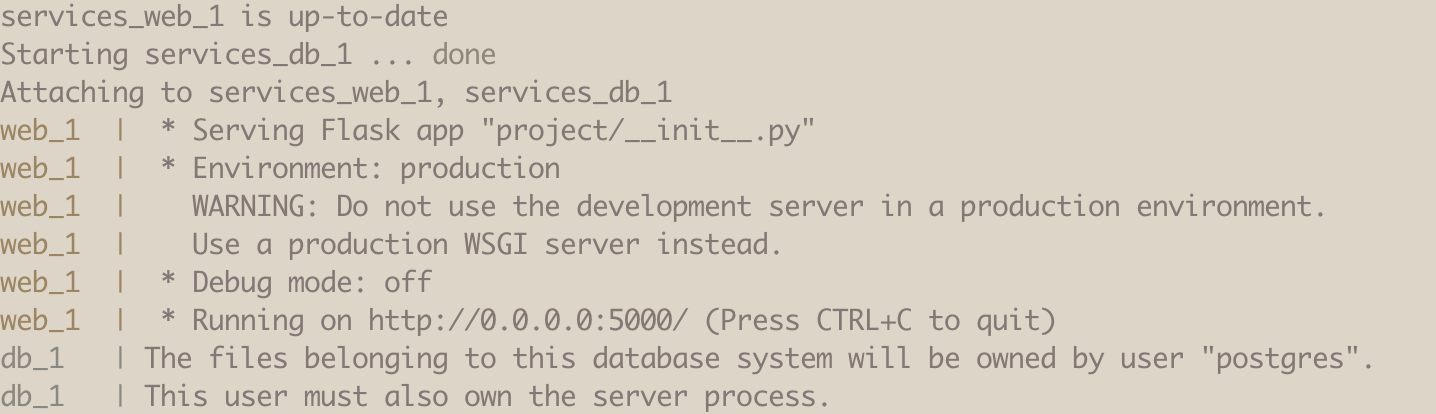 services_web_1 is up-to-date
Starting services_db_1 ... done
Attaching to services_web_1, services_db_1
web_1  |  * Serving Flask app "project/__init__.py"
web_1  |  * Environment: production
web_1  |    WARNING: Do not use the development server in a production environment.
web_1  |    Use a production WSGI server instead.
web_1  |  * Debug mode: off
web_1  |  * Running on http://0.0.0.0:5000/ (Press CTRL+C to quit)
db_1   | The files belonging to this database system will be owned by user "postgres".
db_1   | This user must also own the server process.